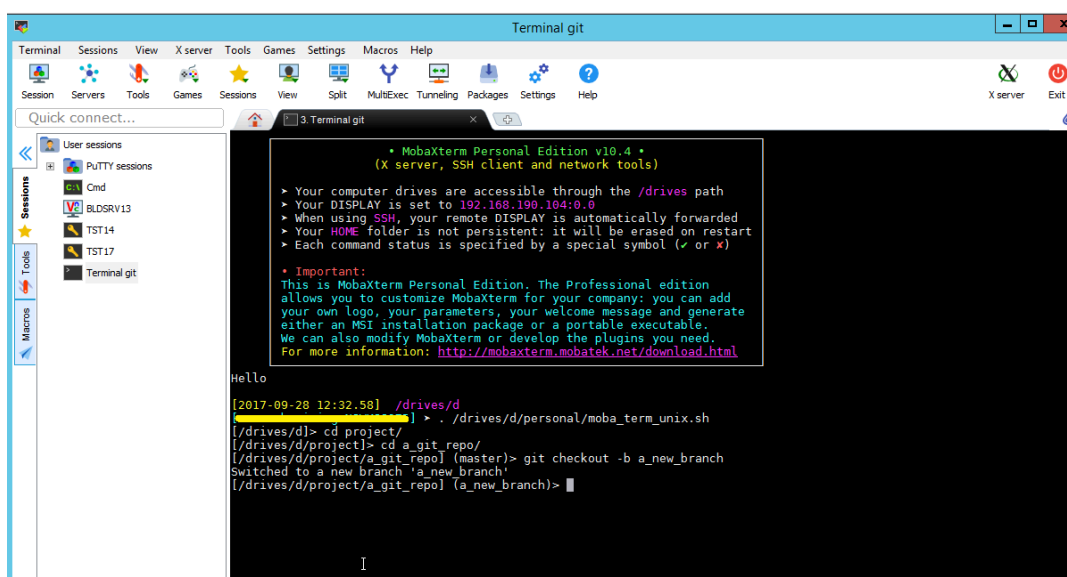 Terminal git
Terminal Sessions View X server Tools Games Settings Macros Help
Session Servers Tools Games Sessions View Split MultiExec Tunneling Packages Settings Help X server Exit
Quick connect...
3. Terminal git
User sessions
PuTTY sessions
Cmd
BLDSRV13
TST14
TST17
Terminal git
Sessions
Tools
Macros
• MobaXterm Personal Edition v10.4 •
(X server, SSH client and network tools)
➤ Your computer drives are accessible through the /drives path
➤ Your DISPLAY is set to 192.168.190.104:0.0
➤ When using SSH, your remote DISPLAY is automatically forwarded
➤ Your HOME folder is not persistent: it will be erased on restart
➤ Each command status is specified by a special symbol (✔ or ✘)
• Important:
This is MobaXterm Personal Edition. The Professional edition
allows you to customize MobaXterm for your company: you can add
your own logo, your parameters, your welcome message and generate
either an MSI installation package or a portable executable.
We can also modify MobaXterm or develop the plugins you need.
For more information: http://mobaxterm.mobatek.net/download.html
Hello
[2017-09-28 12:32.58] /drives/d
] ➤ . /drives/d/personal/moba_term_unix.sh
[/drives/d]> cd project/
[/drives/d/project]> cd a_git_repo/
[/drives/d/project/a_git_repo] (master)> git checkout -b a_new_branch
Switched to a new branch 'a_new_branch'
[/drives/d/project/a_git_repo] (a_new_branch)>